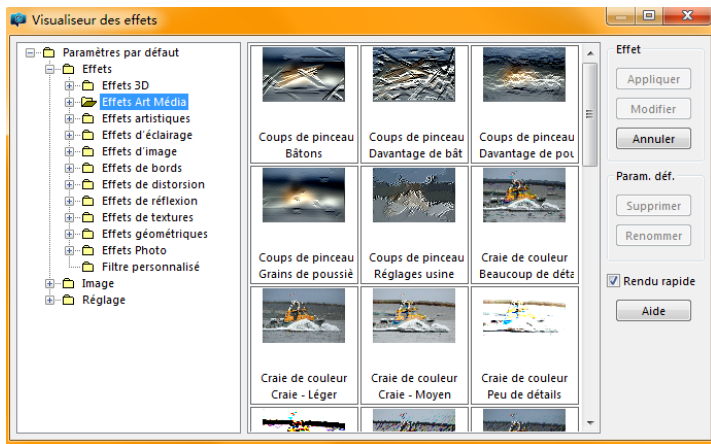 Visualiseur des effets
Paramètres par défaut
Effets
Effets 3D
Effets Art Média
Effets artistiques
Effets d'éclairage
Effets d'image
Effets de bords
Effets de distorsion
Effets de réflexion
Effets de textures
Effets géométriques
Effets Photo
Filtre personnalisé
Image
Réglage
Coups de pinceau
Bâtons
Coups de pinceau
Davantage de bât
Coups de pinceau
Davantage de pou
Coups de pinceau
Grains de poussiè
Coups de pinceau
Réglages usine
Craie de couleur
Beaucoup de déta
Craie de couleur
Craie - Léger
Craie de couleur
Craie - Moyen
Craie de couleur
Peu de détails
Effet
Appliquer
Modifier
Annuler
Param. déf.
Supprimer
Renommer
Rendu rapide
Aide